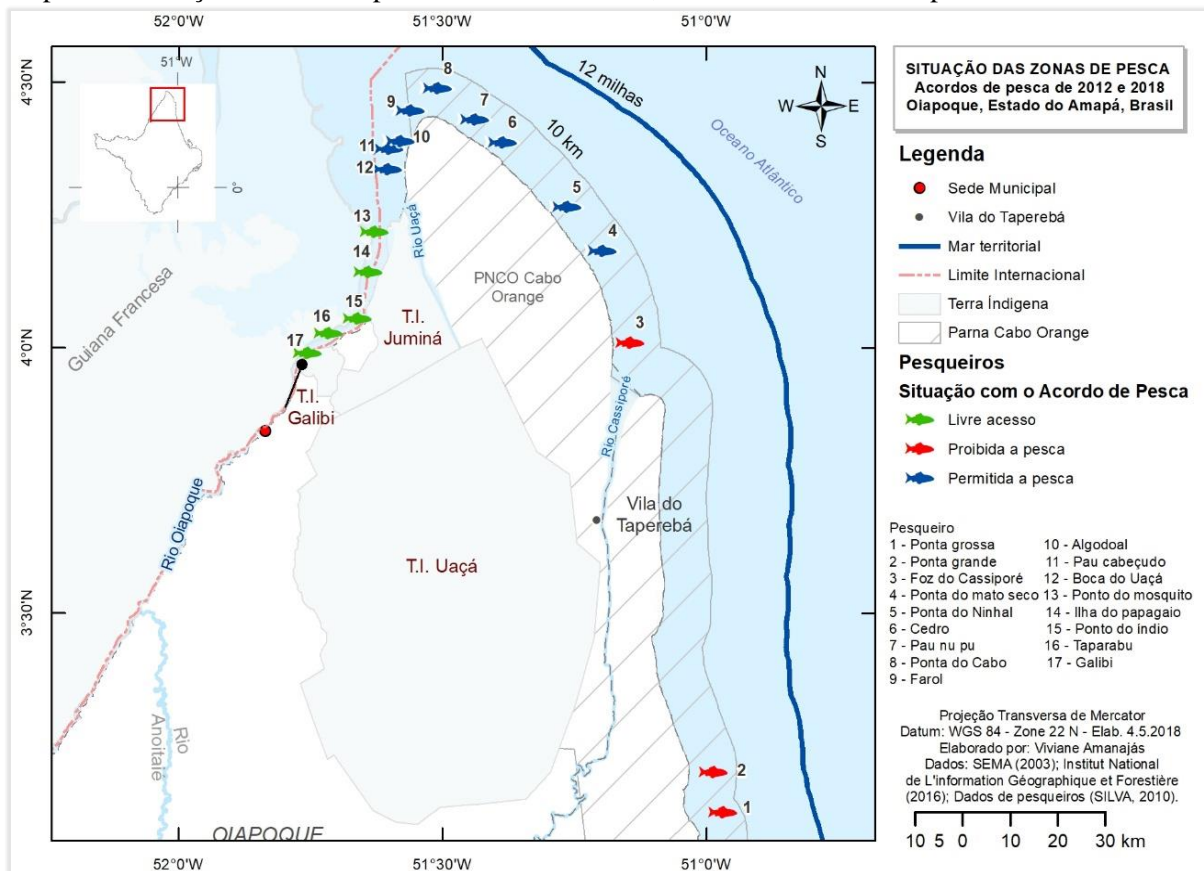 52°0'W
51°30'W
51°0'W
4°30'N
4°0'N
3°30'N
51°W
0°
8
9
7
10
6
11
12
5
13
4
14
3
15
16
17
2
1
12 milhas
10 km
Oceano Atlântico
N
W
E
S
Guiana Francesa
Rio Uaçá
PNCO Cabo
Orange
T.I.
Juminá
T.I.
Galibi
Rio Cassiporé
Rio Oiapoque
Vila do
Taperebá
T.I. Uaçá
Rio
Anoitaie
OIAPOQUE
52°0'W
51°30'W
51°0'W
SITUAÇÃO DAS ZONAS DE PESCA
Acordos de pesca de 2012 e 2018
Oiapoque, Estado do Amapá, Brasil
Legenda
Sede Municipal
Vila do Taperebá
Mar territorial
Limite Internacional
Terra Índigena
Parna Cabo Orange
Pesqueiros
Situação com o Acordo de Pesca
Livre acesso
Proibida a pesca
Permitida a pesca
Pesqueiro
1 - Ponta grossa
2 - Ponta grande
3 - Foz do Cassiporé
4 - Ponta do mato seco
5 - Ponta do Ninhal
6 - Cedro
7 - Pau nu pu
8 - Ponta do Cabo
9 - Farol
10 - Algodoal
11 - Pau cabeçudo
12 - Boca do Uaçá
13 - Ponto do mosquito
14 - Ilha do papagaio
15 - Ponto do índio
16 - Taparabu
17 - Galibi
Projeção Transversa de Mercator
Datum: WGS 84 - Zone 22 N - Elab. 4.5.2018
Elaborado por: Viviane Amanajás
Dados: SEMA (2003); Institut National
de L'information Géographique et Forestière
(2016); Dados de pesqueiros (SILVA, 2010).
10 5 0 10 20 30 km